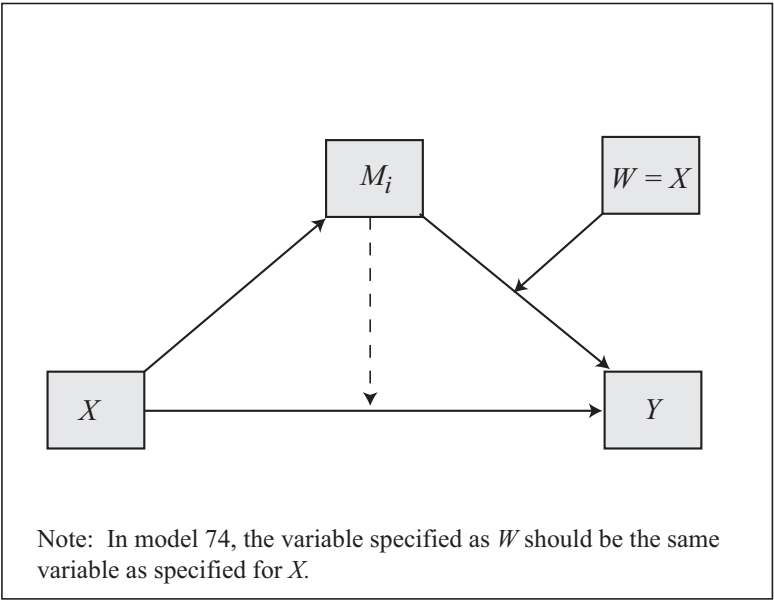 M_i
W = X
X
Y
Note: In model 74, the variable specified as W should be the same
variable as specified for X.